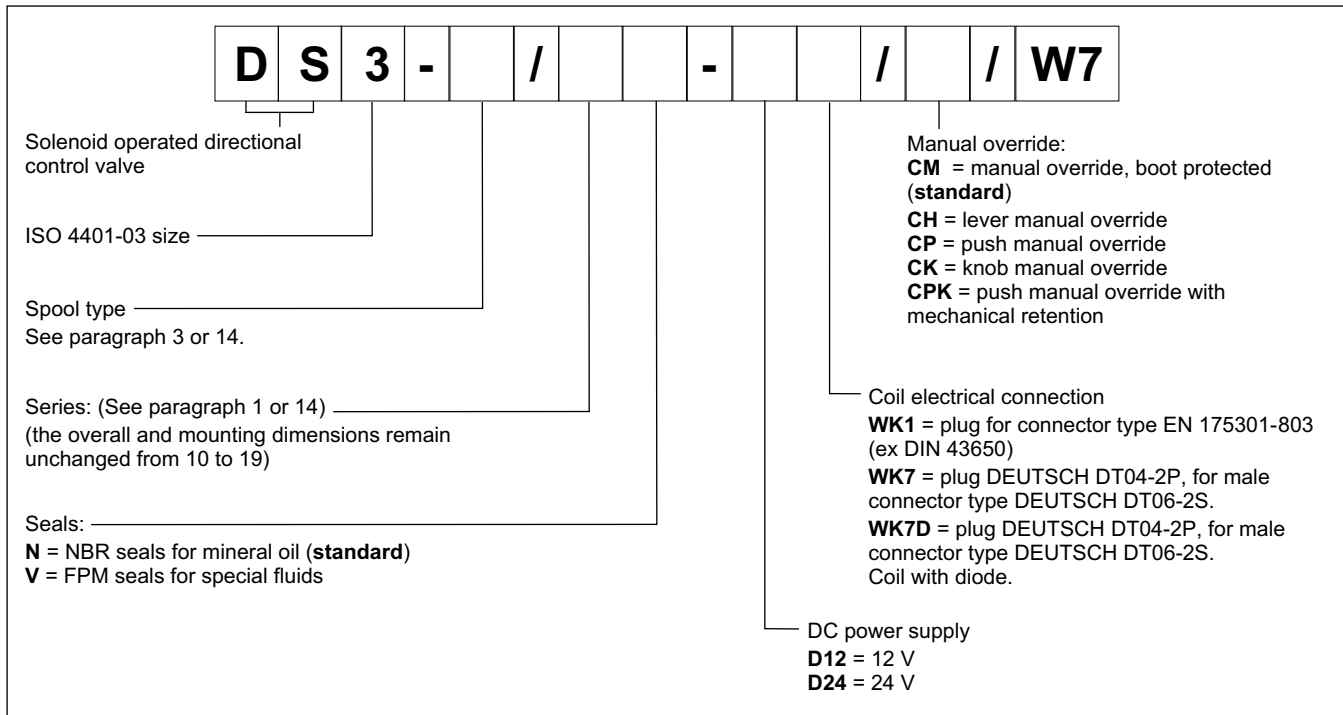 D S 3 - / - / / W7
Solenoid operated directional
control valve
ISO 4401-03 size
Spool type
See paragraph 3 or 14.
Series: (See paragraph 1 or 14)
(the overall and mounting dimensions remain
unchanged from 10 to 19)
Seals:
N = NBR seals for mineral oil (standard)
V = FPM seals for special fluids
Manual override:
CM = manual override, boot protected
(standard)
CH = lever manual override
CP = push manual override
CK = knob manual override
CPK = push manual override with
mechanical retention
Coil electrical connection
WK1 = plug for connector type EN 175301-803
(ex DIN 43650)
WK7 = plug DEUTSCH DT04-2P, for male
connector type DEUTSCH DT06-2S.
WK7D = plug DEUTSCH DT04-2P, for male
connector type DEUTSCH DT06-2S.
Coil with diode.
DC power supply
D12 = 12 V
D24 = 24 V